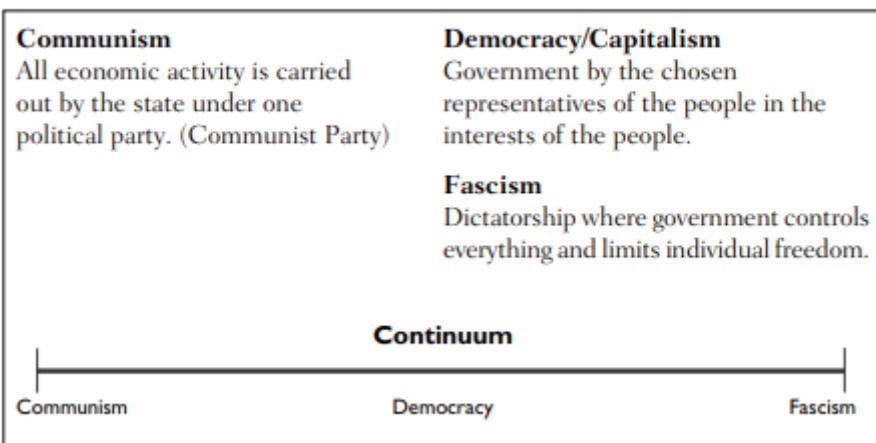 Communism
All economic activity is carried
out by the state under one
political party. (Communist Party)
Democracy/Capitalism
Government by the chosen
representatives of the people in the
interests of the people.
Fascism
Dictatorship where government controls
everything and limits individual freedom.
Continuum
Communism
Democracy
Fascism